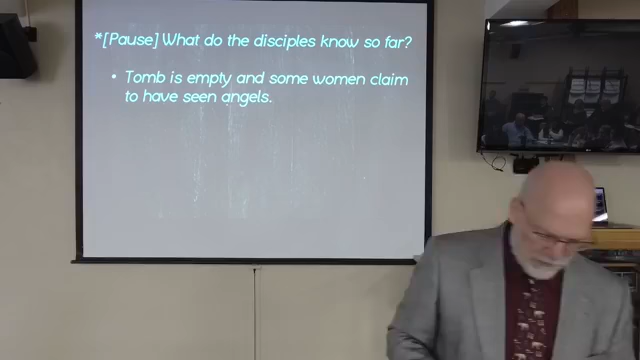 *[Pause] What do the disciples know so far?
• Tomb is empty and some women claim
to have seen angels.